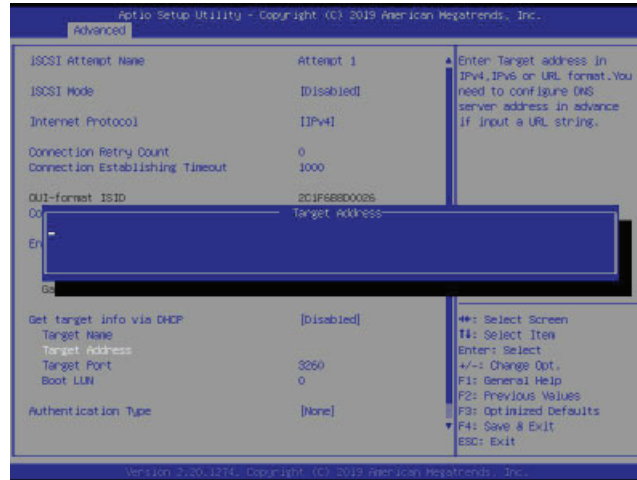 Aptio Setup Utility - Copyright (C) 2019 American Megatrends, Inc.
Advanced
iSCSI Attempt Name Attempt 1
iSCSI Mode [Disabled]
Internet Protocol [IPv4]
Connection Retry Count 0
Connection Establishing Timeout 1000
OUI-format ISID 2C1F6B8D0026
Co
Target Address
En
Ga
Get target info via DHCP [Disabled]
Target Name
Target Address
Target Port 3260
Boot LUN 0
Authentication Type [None]
Enter Target address in
IPv4,IPv6 or URL format.You
need to configure DNS
server address in advance
if input a URL string.
↔: Select Screen
↑↓: Select Item
Enter: Select
+/-: Change Opt.
F1: General Help
F2: Previous Values
F3: Optimized Defaults
F4: Save & Exit
ESC: Exit
Version 2.20.1274. Copyright (C) 2019 American Megatrends, Inc.